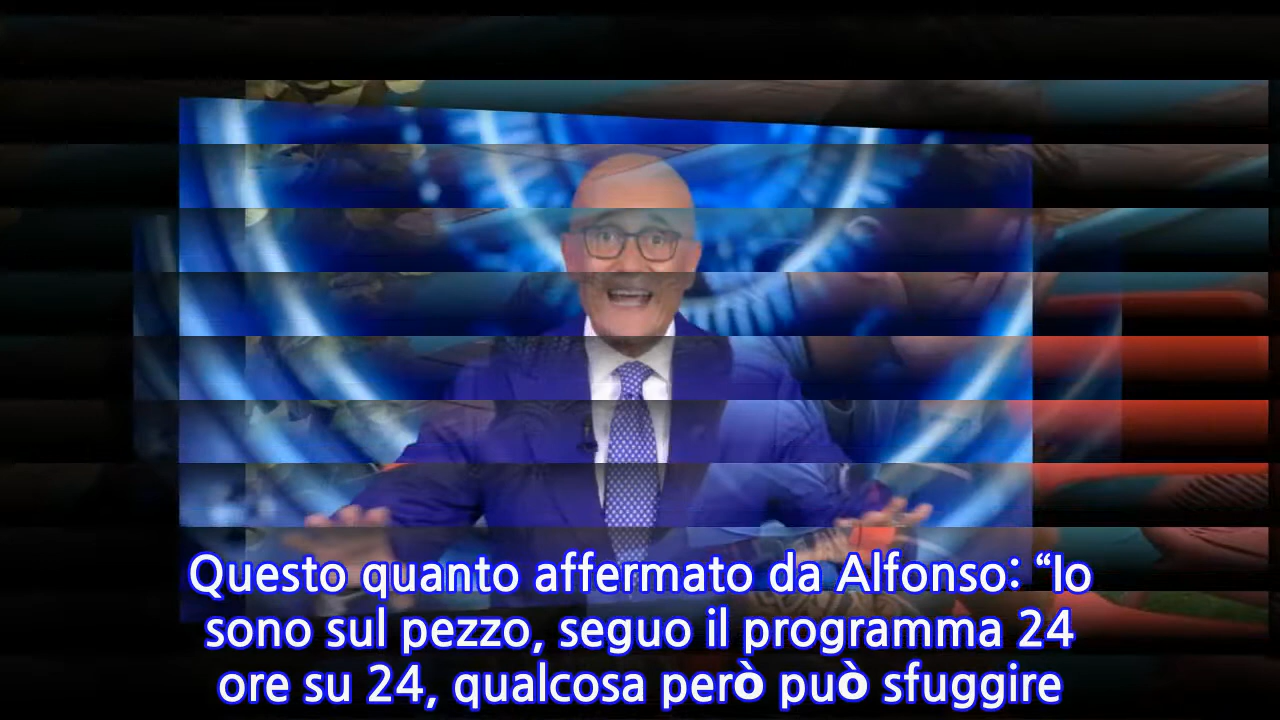 Questo quanto affermato da Alfonso: “Io
sono sul pezzo, seguo il programma 24
ore su 24, qualcosa però può sfuggire